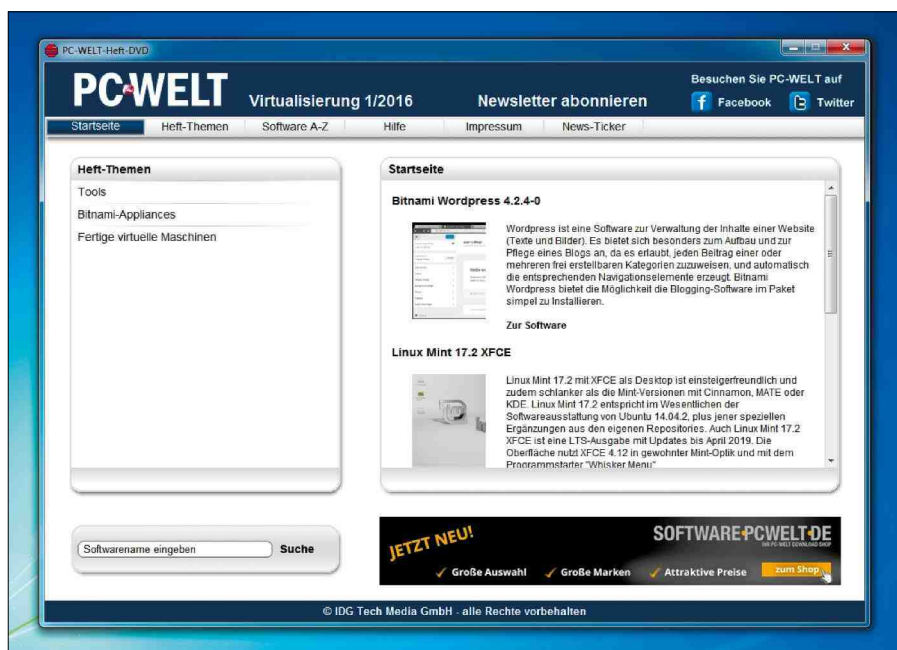 PC-WELT-Heft-DVD
PC WELT
Virtualisierung 1/2016
Newsletter abonnieren
Besuchen Sie PC-WELT auf
Facebook
Twitter
Startseite
Heft-Themen
Software A-Z
Hilfe
Impressum
News-Ticker
Heft-Themen
Tools
Bitnami-Appliances
Fertige virtuelle Maschinen
Startseite
Bitnami Wordpress 4.2.4-0
Wordpress ist eine Software zur Verwaltung der Inhalte einer Website
(Texte und Bilder). Es bietet sich besonders zum Aufbau und zur
Pflege eines Blogs an, da es erlaubt, jeden Beitrag einer oder
mehreren frei erstellbaren Kategorien zuzuweisen, und automatisch
die entsprechenden Navigationselemente erzeugt. Bitnami
Wordpress bietet die Möglichkeit die Blogging-Software im Paket
simpel zu Installieren.
Zur Software
Linux Mint 17.2 XFCE
Linux Mint 17.2 mit XFCE als Desktop ist einsteigerfreundlich und
zudem schlanker als die Mint-Versionen mit Cinnamon, MATE oder
KDE. Linux Mint 17.2 entspricht im Wesentlichen der
Softwareausstattung von Ubuntu 14.04.2, plus jener speziellen
Ergänzungen aus den eigenen Repositories. Auch Linux Mint 17.2
XFCE ist eine LTS-Ausgabe mit Updates bis April 2019. Die
Oberfläche nutzt XFCE 4.12 in gewohnter Mint-Optik und mit dem
Programmstarter "Whisker Menu"
Softwarename eingeben
Suche
JETZT NEU!
SOFTWARE PCWELT DE
IHR PC-WELT DOWNLOAD SHOP
Große Auswahl
Große Marken
Attraktive Preise
zum Shop
© IDG Tech Media GmbH - alle Rechte vorbehalten